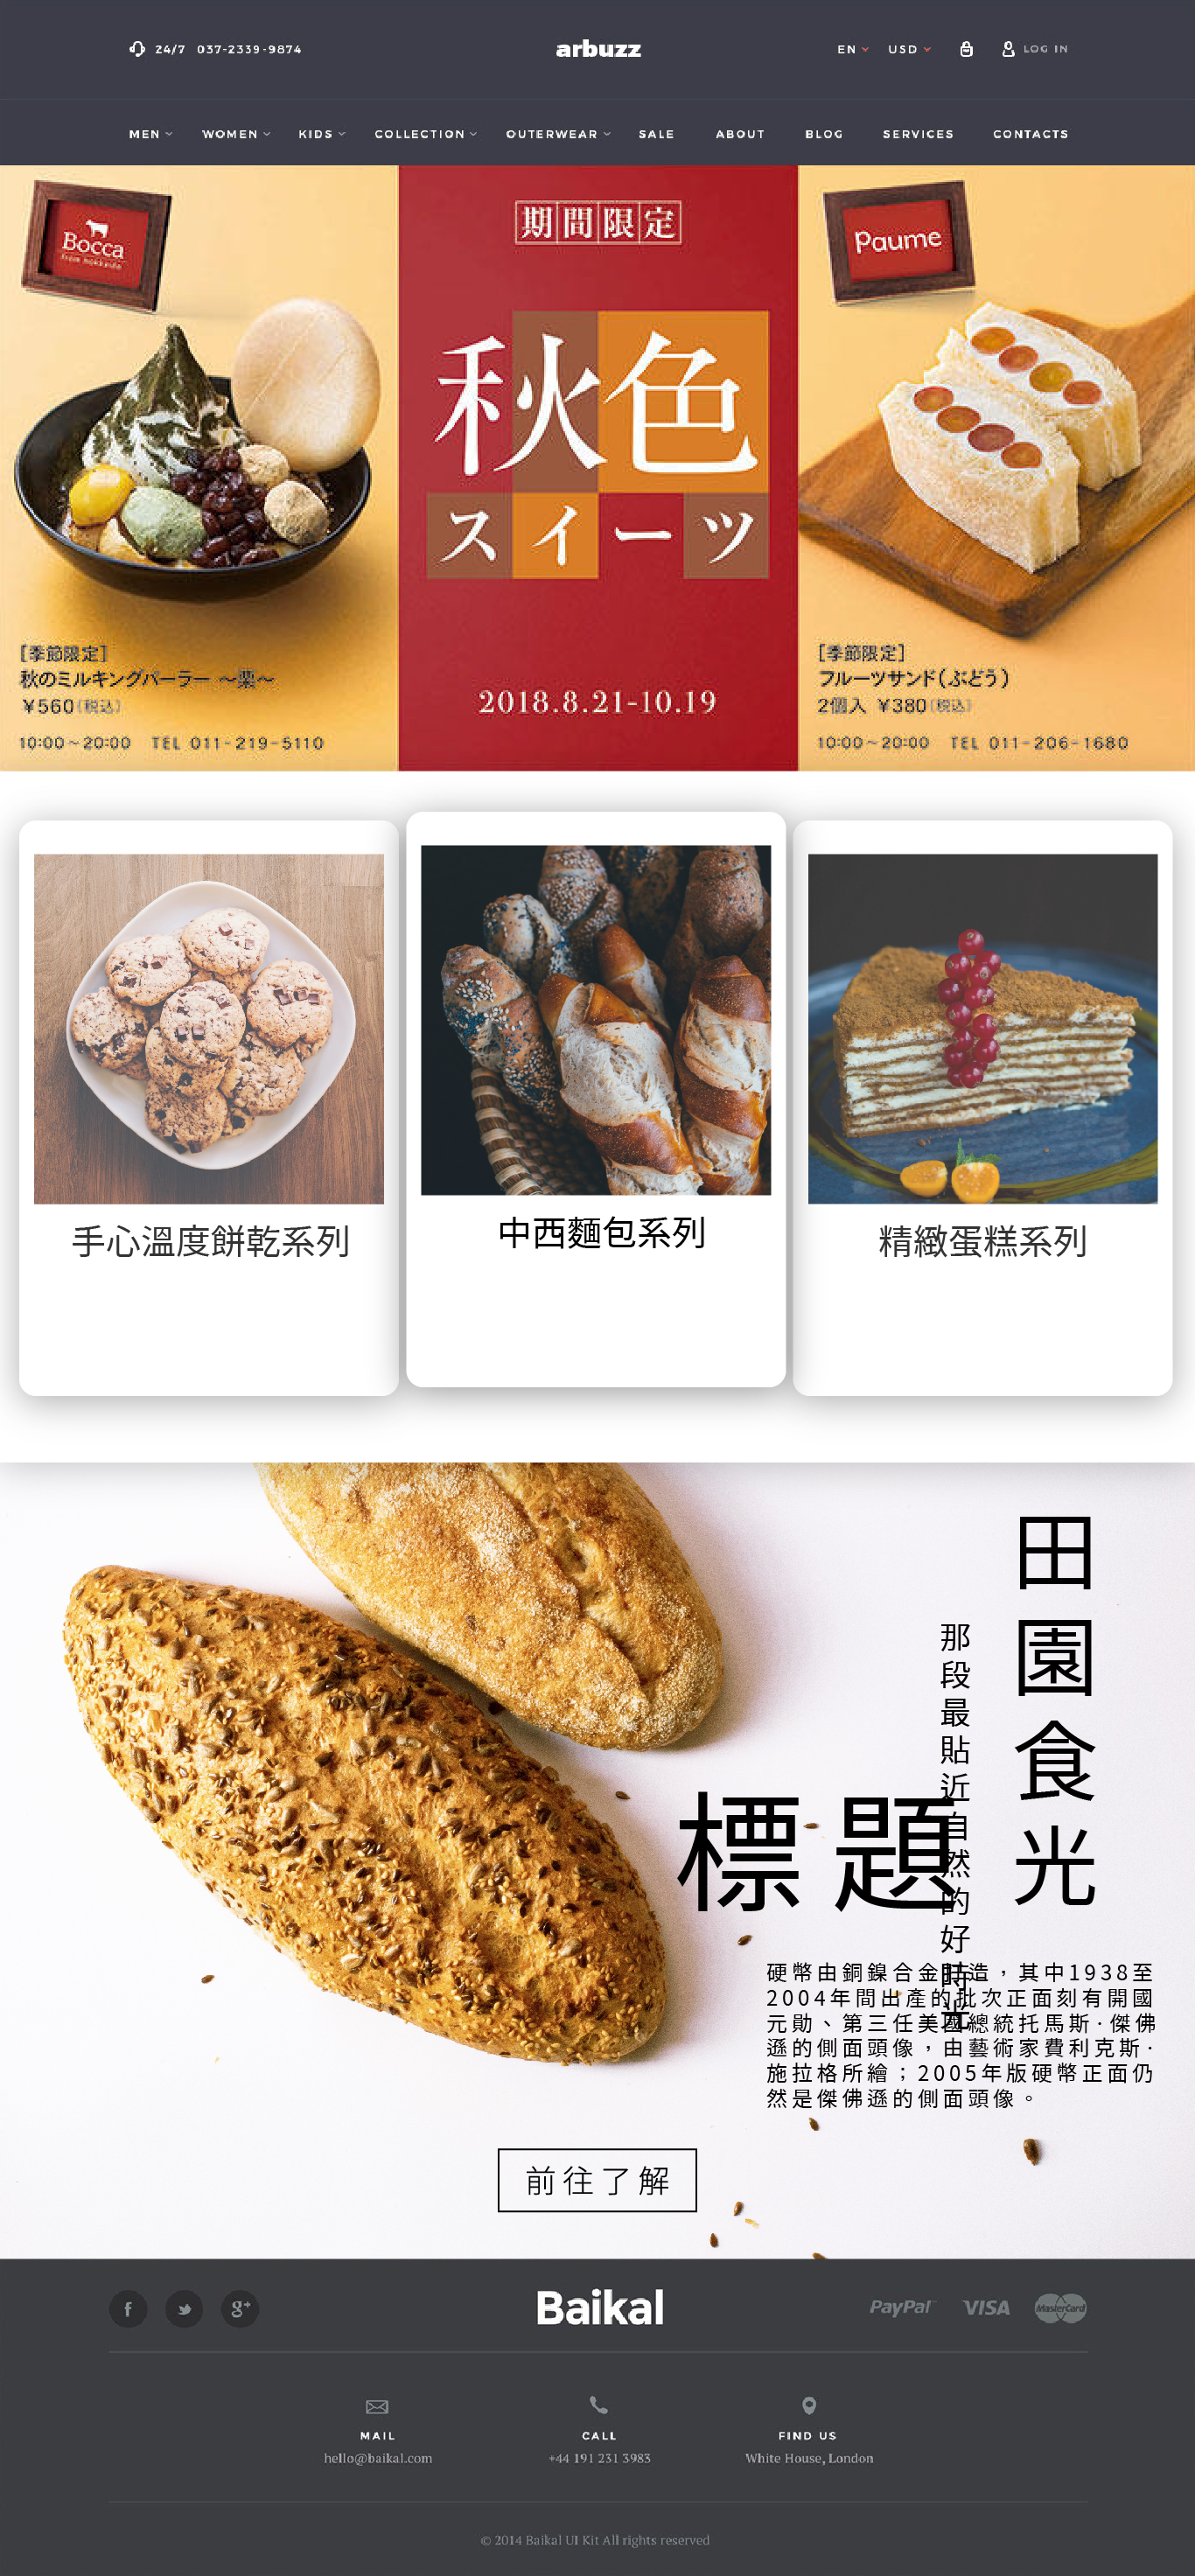 24/7 037-2339-9874
arbuzz
EN USD LOG IN
MEN WOMEN KIDS COLLECTION OUTERWEAR SALE ABOUT BLOG SERVICES CONTACTS
Bocca
from hokkaido
[季節限定]
秋のミルキングパーラー ～栗～
¥560(税込)
10:00～20:00 TEL 011-219-5110
期間限定
秋色
スイーツ
2018.8.21-10.19
Paume
[季節限定]
フルーツサンド(ぶどう)
2個入 ¥380(税込)
10:00～20:00 TEL 011-206-1680
手心溫度餅乾系列
中西麵包系列
精緻蛋糕系列
田園食光
那段最貼近自然的好時光
標題
硬幣由銅鎳合金鑄造，其中1938至
2004年間出產的批次正面刻有開國
元勛、第三任美國總統托馬斯·傑佛
遜的側面頭像，由藝術家費利克斯·
施拉格所繪；2005年版硬幣正面仍
然是傑佛遜的側面頭像。
前往了解
Baikal
PayPal VISA MasterCard
MAIL
hello@baikal.com
CALL
+44 191 231 3983
FIND US
White House, London
© 2014 Baikal UI Kit All rights reserved